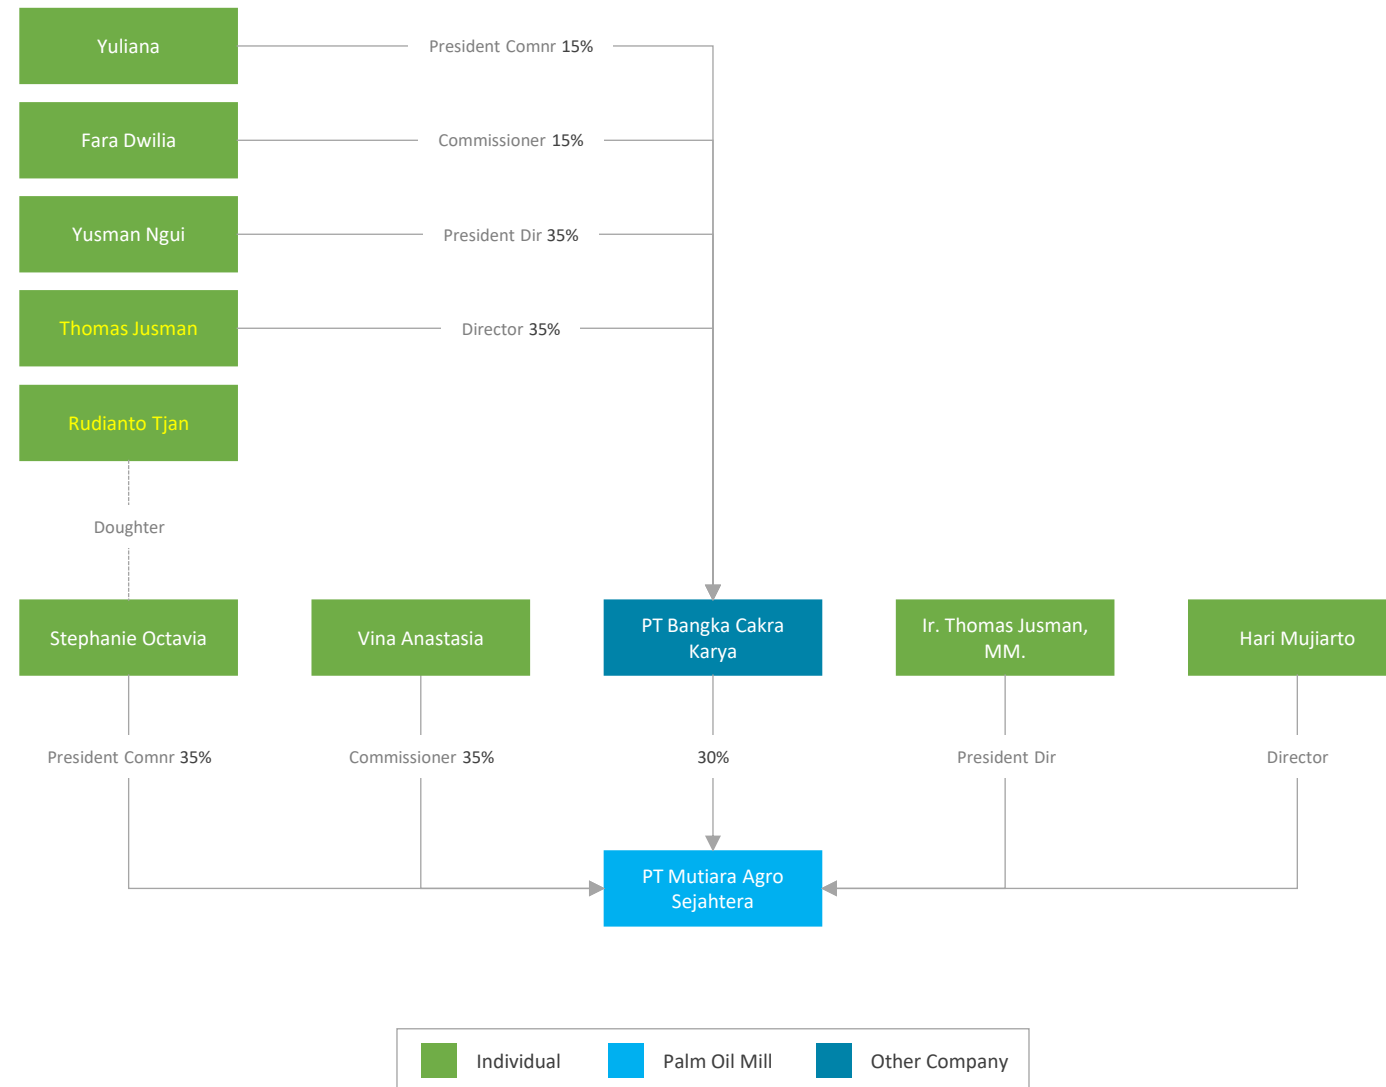 Yuliana
President Comnr 15%
Fara Dwilia
Commissioner 15%
Yusman Ngui
President Dir 35%
Thomas Jusman
Director 35%
Rudianto Tjan
Doughter
Stephanie Octavia
Vina Anastasia
PT Bangka Cakra
Karya
Ir. Thomas Jusman,
MM.
Hari Mujiarto
President Comnr 35%
Commissioner 35%
30%
President Dir
Director
PT Mutiara Agro
Sejahtera
Individual
Palm Oil Mill
Other Company